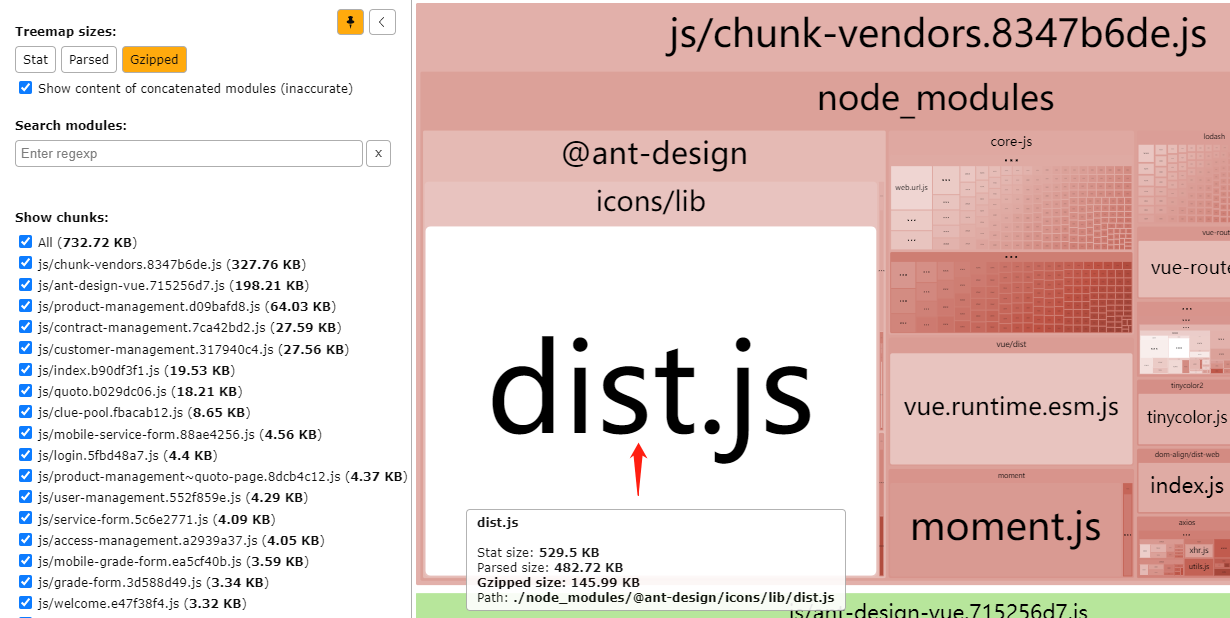 Treemap sizes:
Stat Parsed Gzipped
Show content of concatenated modules (inaccurate)
Search modules:
Enter regexp x
Show chunks:
All (732.72 KB)
js/chunk-vendors.8347b6de.js (327.76 KB)
js/ant-design-vue.715256d7.js (198.21 KB)
js/product-management.d09bafd8.js (64.03 KB)
js/contract-management.7ca42bd2.js (27.59 KB)
js/customer-management.317940c4.js (27.56 KB)
js/index.b90df3f1.js (19.53 KB)
js/quoto.b029dc06.js (18.21 KB)
js/clue-pool.fbacab12.js (8.65 KB)
js/mobile-service-form.88ae4256.js (4.56 KB)
js/login.5fbd48a7.js (4.4 KB)
js/product-management~quoto-page.8dcb4c12.js (4.37 KB)
js/user-management.552f859e.js (4.29 KB)
js/service-form.5c6e2771.js (4.09 KB)
js/access-management.a2939a37.js (4.05 KB)
js/mobile-grade-form.ea5cf40b.js (3.59 KB)
js/grade-form.3d588d49.js (3.34 KB)
js/welcome.e47f38f4.js (3.32 KB)
js/chunk-vendors.8347b6de.js
node_modules
@ant-design
icons/lib
dist.js
dist.js
Stat size: 529.5 KB
Parsed size: 482.72 KB
Gzipped size: 145.99 KB
Path: ./node_modules/@ant-design/icons/lib/dist.js
core-js
...
web.url.js
...
vue/dist
vue.runtime.esm.js
moment
moment.js
lodash
vue-rout
vue-route
...
tinycolor2
tinycolor.js
dom-align/dist-web
index.js
axios
...
xhr.js
utils.js
js/ant-design-vue.715256d7.js